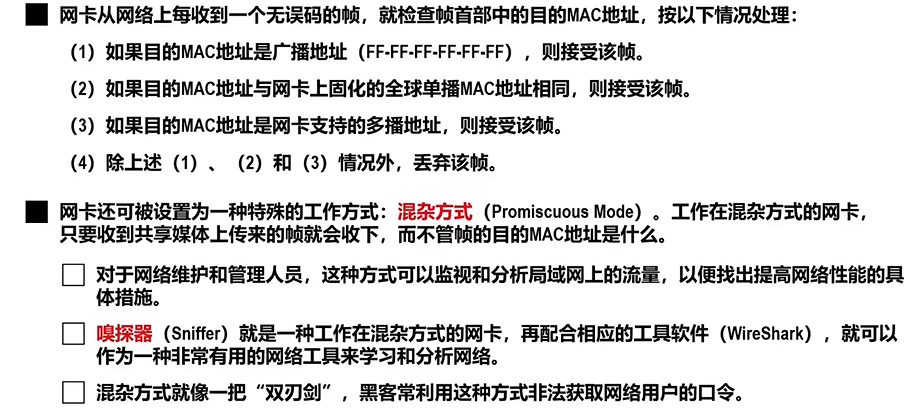 网卡从网络上每收到一个无误码的帧，就检查帧首部中的目的MAC地址，按以下情况处理：
（1）如果目的MAC地址是广播地址（FF-FF-FF-FF-FF-FF），则接受该帧。
（2）如果目的MAC地址与网卡上固化的全球单播MAC地址相同，则接受该帧。
（3）如果目的MAC地址是网卡支持的多播地址，则接受该帧。
（4）除上述（1）、（2）和（3）情况外，丢弃该帧。
网卡还可被设置为一种特殊的工作方式：混杂方式（Promiscuous Mode）。工作在混杂方式的网卡，
只要收到共享媒体上传来的帧就会收下，而不管帧的目的MAC地址是什么。
对于网络维护和管理人员，这种方式可以监视和分析局域网上的流量，以便找出提高网络性能的具
体措施。
嗅探器（Sniffer）就是一种工作在混杂方式的网卡，再配合相应的工具软件（WireShark），就可以
作为一种非常有用的网络工具来学习和分析网络。
混杂方式就像一把“双刃剑”，黑客常利用这种方式非法获取网络用户的口令。